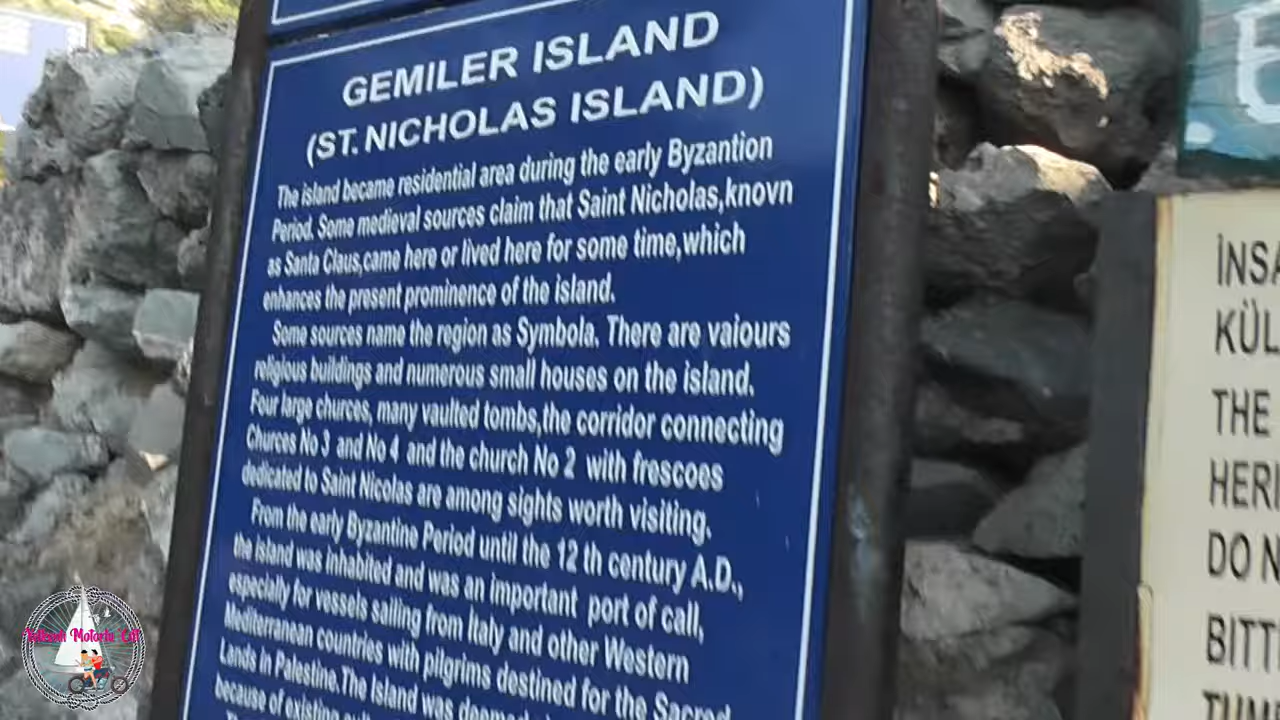 GEMILER ISLAND
(ST. NICHOLAS ISLAND)
The island became residential area during the early Byzantion
Period. Some medieval sources claim that Saint Nicholas,knovn
as Santa Claus,came here or lived here for some time,which
enhances the present prominence of the island.
Some sources name the region as Symbola. There are vaiours
religious buildings and numerous small houses on the island.
Four large churces, many vaulted tombs,the corridor connecting
Churces No 3 and No 4 and the church No 2 with frescoes
dedicated to Saint Nicolas are among sights worth visiting.
From the early Byzantine Period until the 12 th century A.D.,
the island was inhabited and was an important port of call,
especially for vessels sailing from Italy and other Western
Mediterranean countries with pilgrims destined for the Sacred
Lands in Palestine.The Island was deemed
because of existing
İNSA
KÜL
THE
HERI
DO N
BITT
TUM
Yelkenli Motorlu Cift